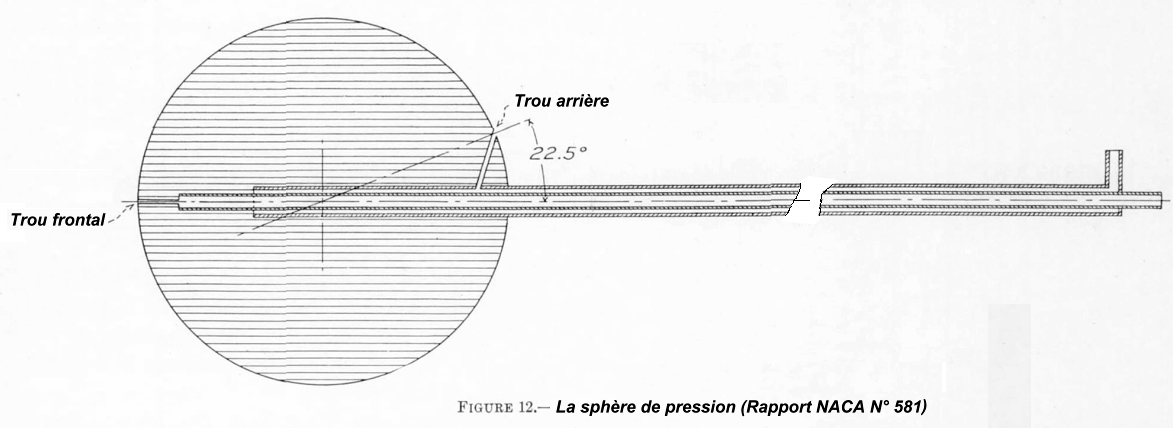 Trou arrière
22.5°
Trou frontal
FIGURE 12.— La sphère de pression (Rapport NACA N° 581)